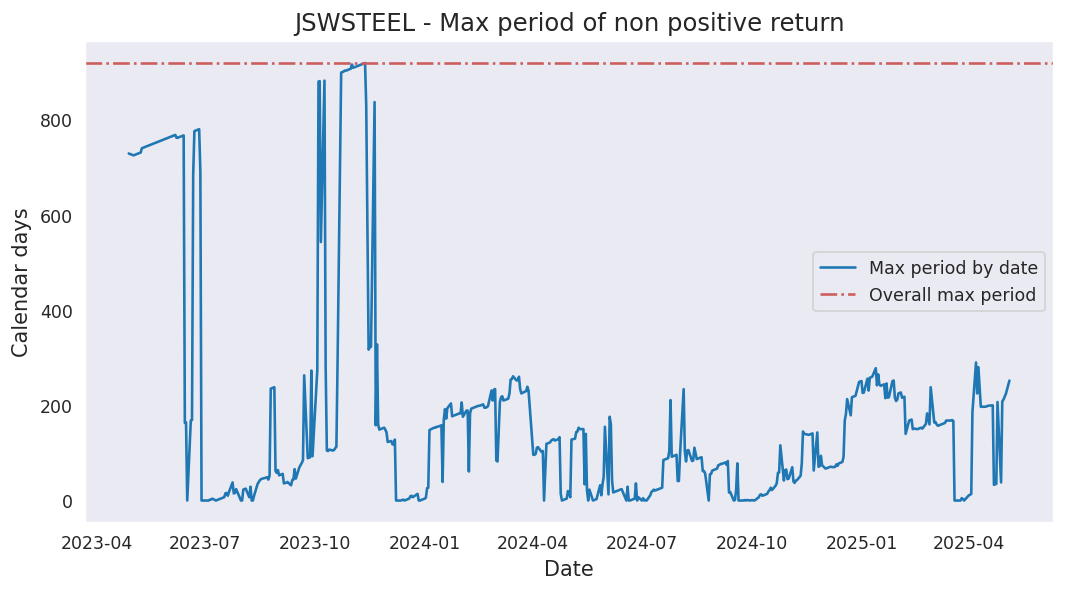 JSWSTEEL - Max period of non positive return
Calendar days
800
600
400
200
0
Max period by date
Overall max period
2023-04 2023-07 2023-10 2024-01 2024-04 2024-07 2024-10 2025-01 2025-04
Date